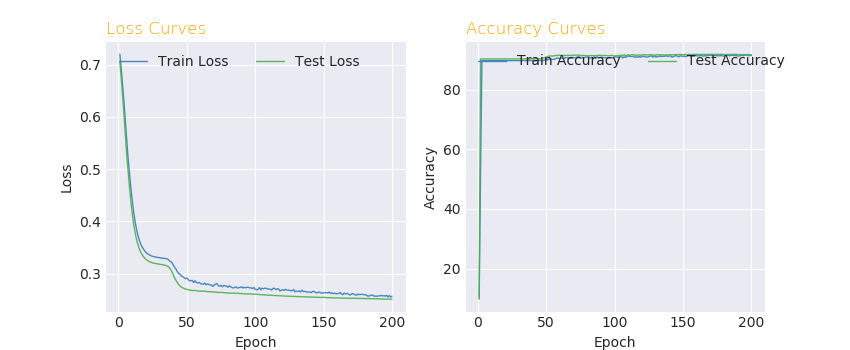 Loss Curves
Train Loss
Test Loss
0.7
0.6
0.5
0.4
0.3
Loss
0
50
100
150
200
Epoch
Accuracy Curves
Train Accuracy
Test Accuracy
80
60
40
20
Accuracy
0
50
100
150
200
Epoch